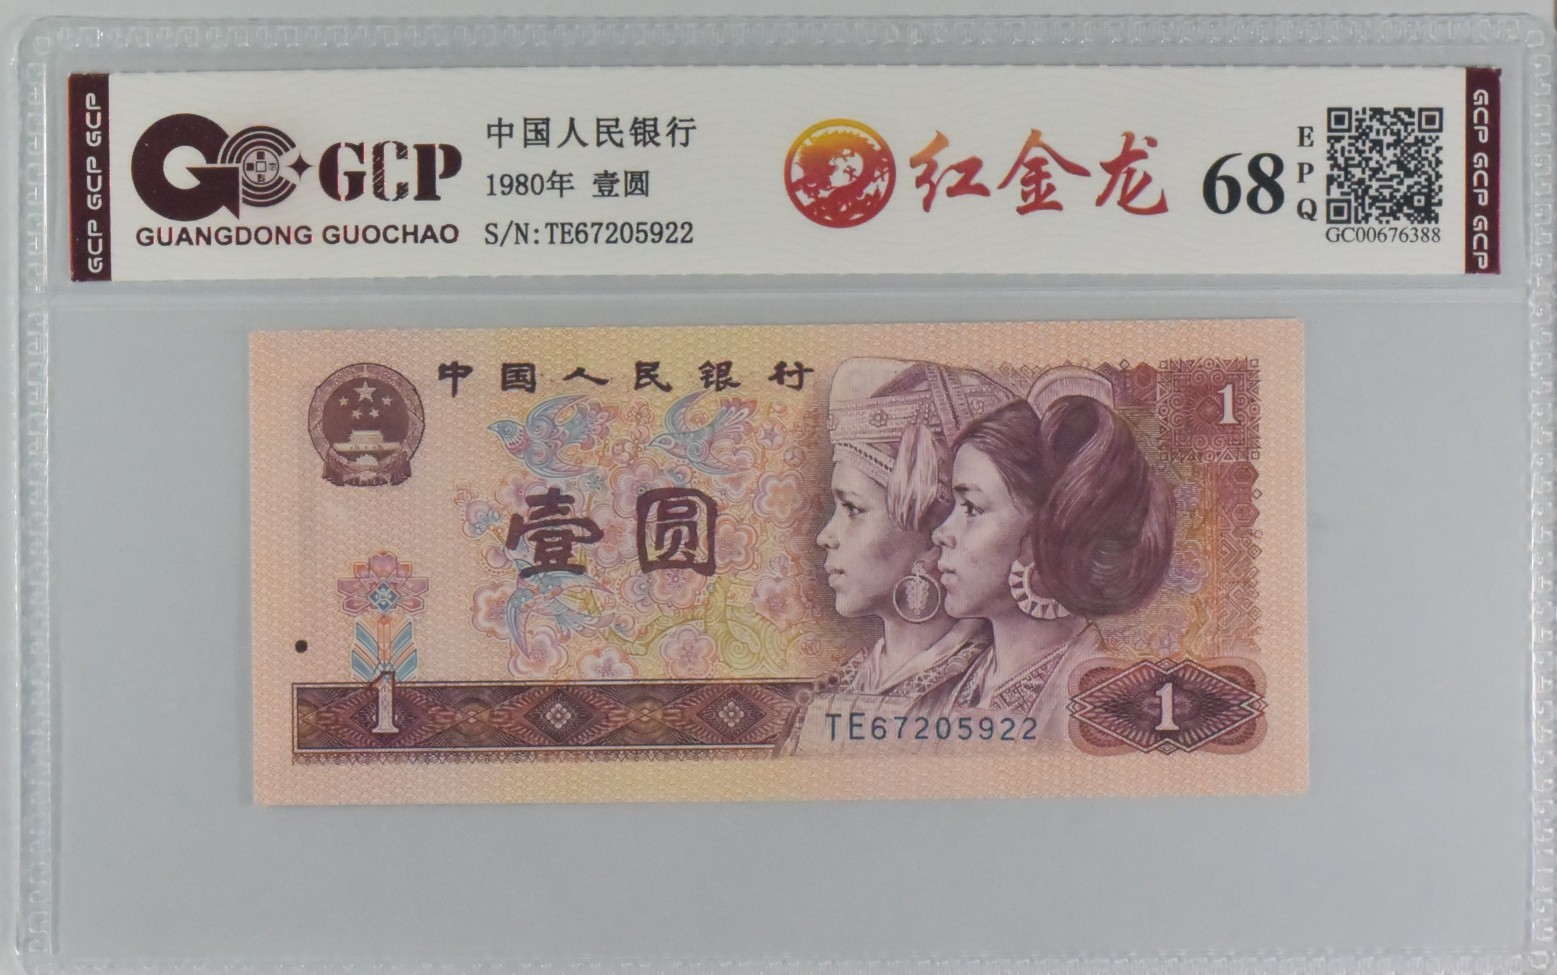 GCP GCP GCP
GCP
GUANGDONG GUOCHAO
中国人民银行
1980年 壹圆
S/N:TE67205922
红金龙
68
EPQ
GC00676388
GCP GCP GCP
中国人民银行
1
壹圆
1
TE67205922
1